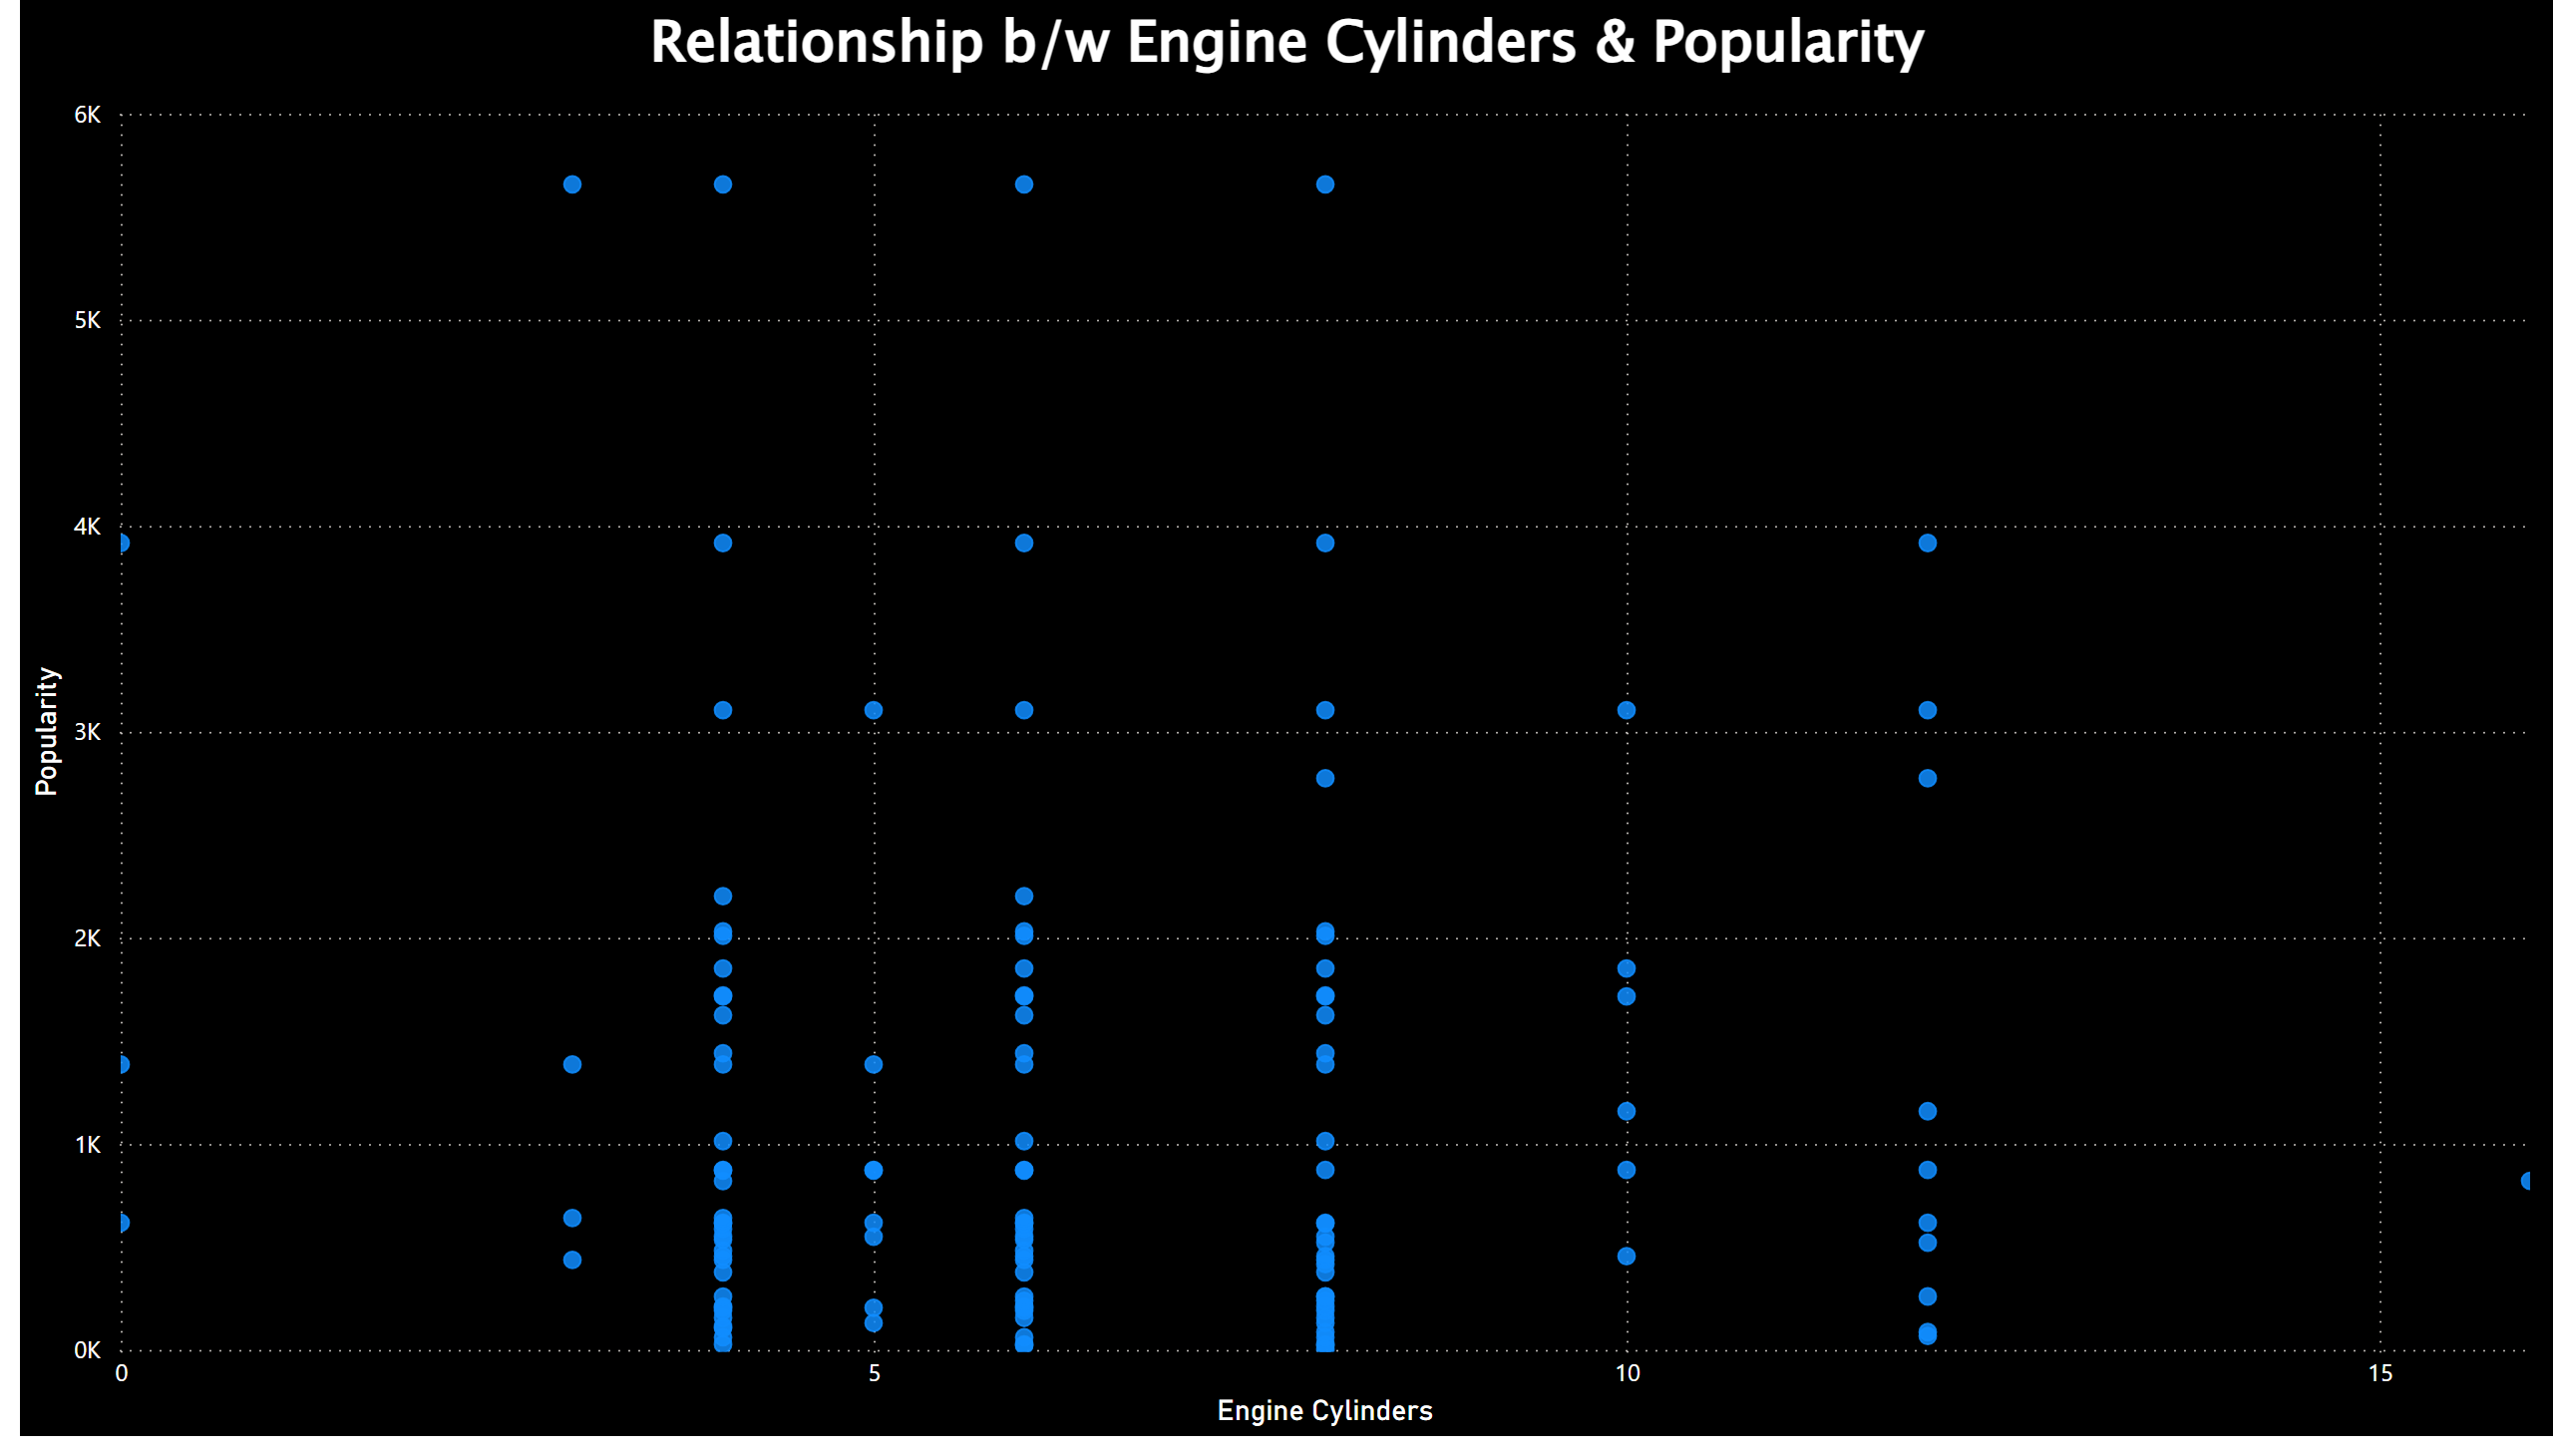 Relationship b/w Engine Cylinders & Popularity
6K
5K
4K
3K
2K
1K
0K
Popularity
0 5 10 15
Engine Cylinders